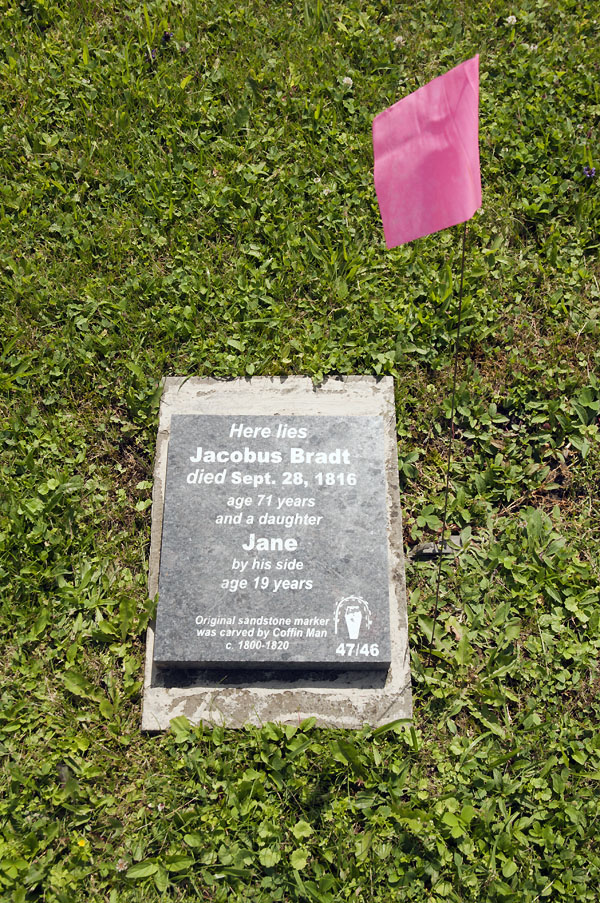 Here lies
Jacobus Bradt
died Sept. 28, 1816
age 71 years
and a daughter
Jane
by his side
age 19 years
Original sandstone marker
was carved by Coffin Man
c. 1800-1820
47/46